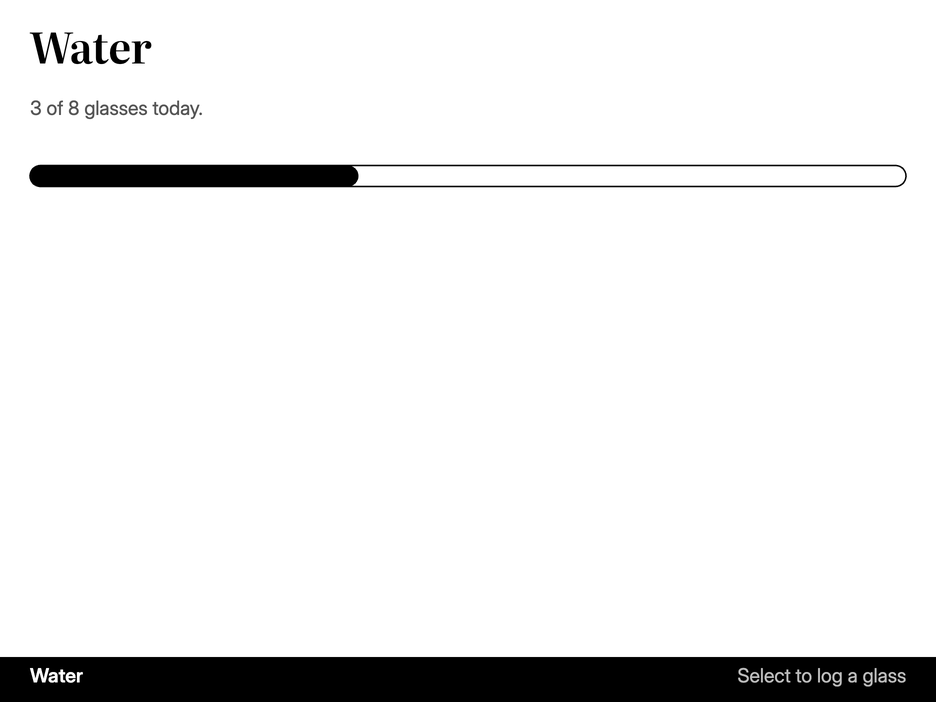 Water
3 of 8 glasses today.
Water
Select to log a glass